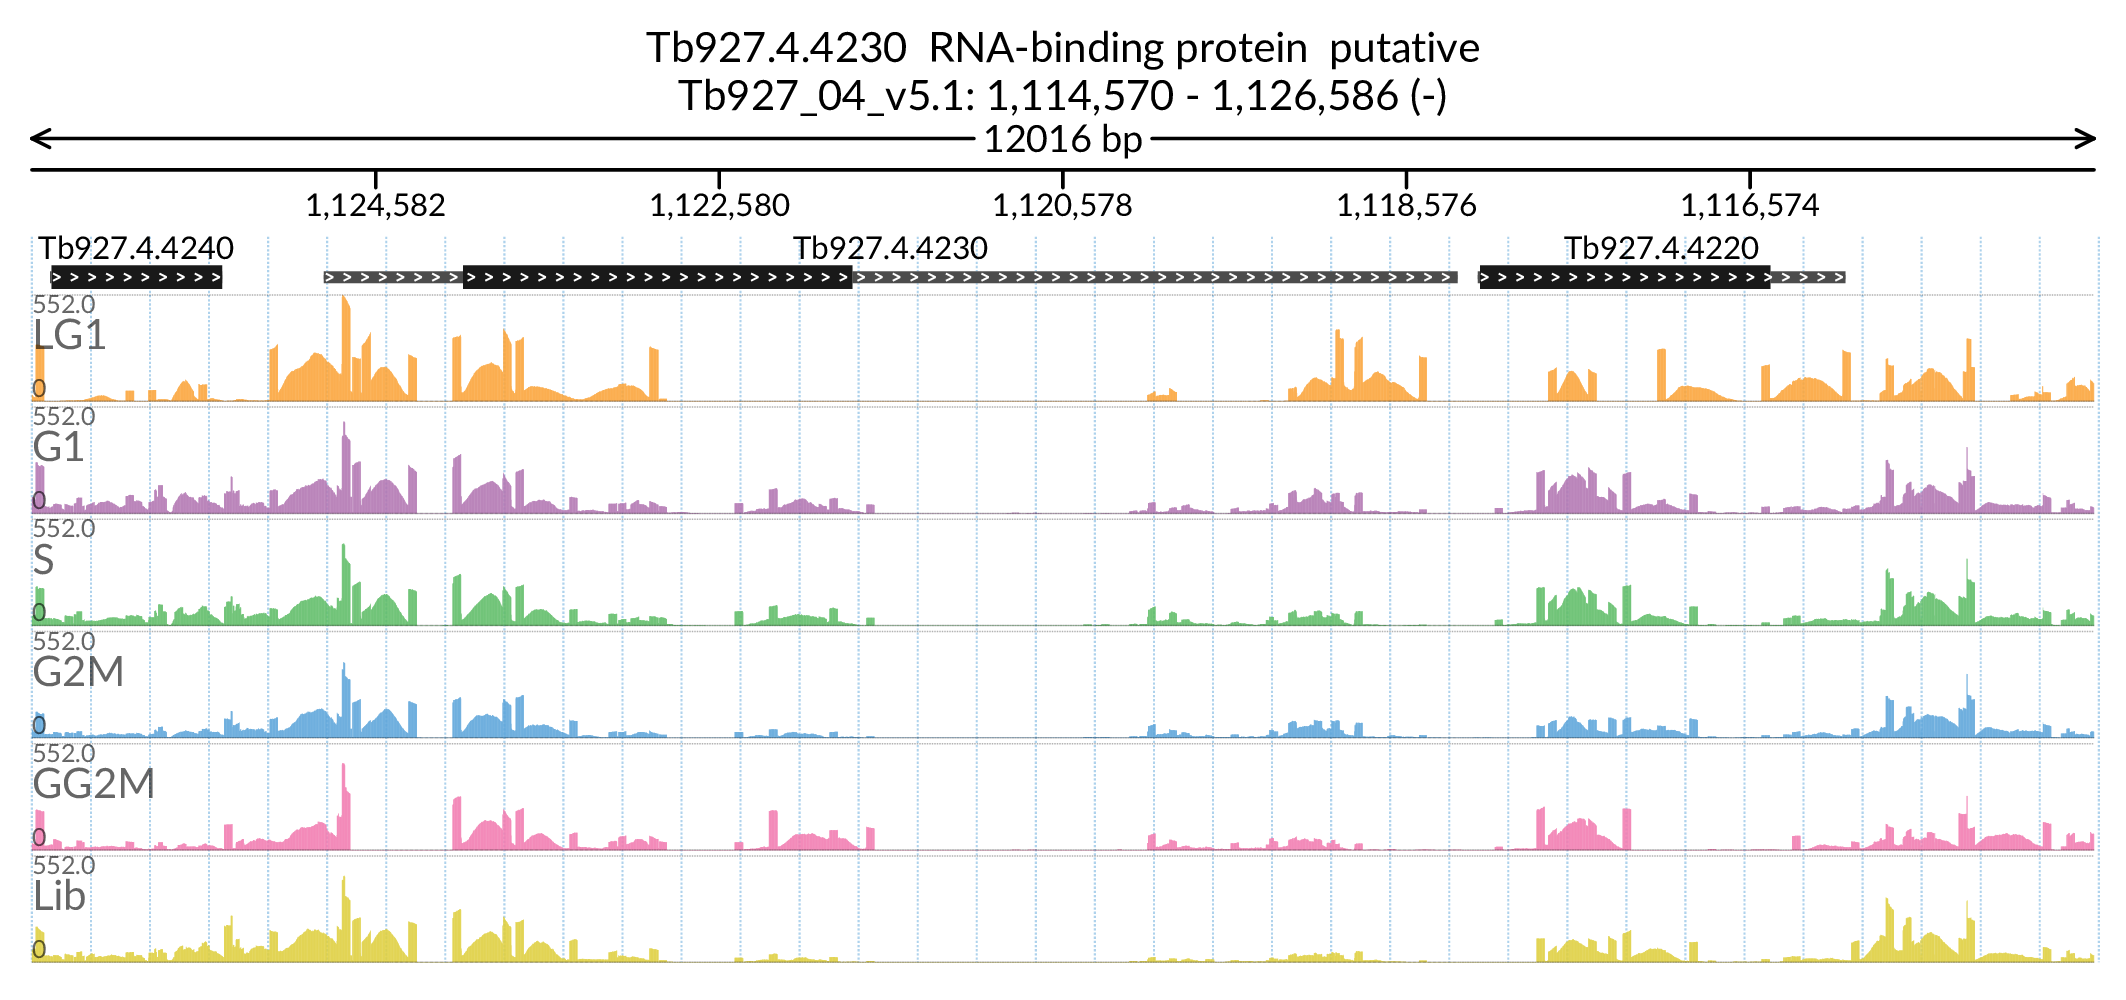 Tb927.4.4230 RNA-binding protein putative
Tb927_04_v5.1: 1,114,570 - 1,126,586 (-)
12016 bp
1,124,582 1,122,580 1,120,578 1,118,576 1,116,574
Tb927.4.4240 Tb927.4.4230 Tb927.4.4220
552.0
LG1
0
552.0
G1
0
552.0
S
0
552.0
G2M
0
552.0
GG2M
0
552.0
Lib
0